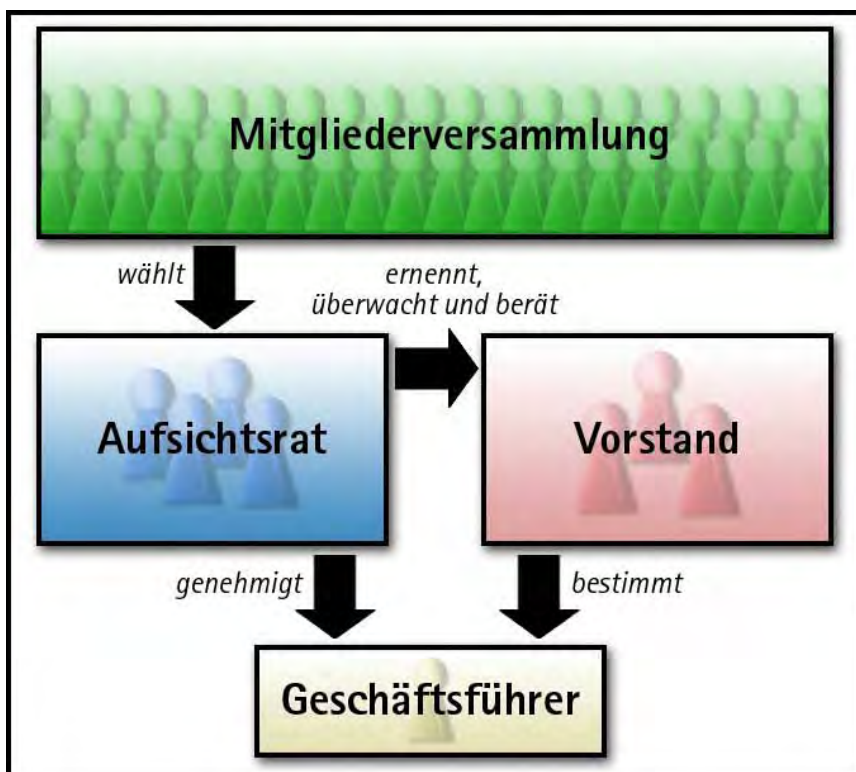 Mitgliederversammlung
wählt
ernennt,
überwacht und berät
Aufsichtsrat
Vorstand
genehmigt
bestimmt
Geschäftsführer